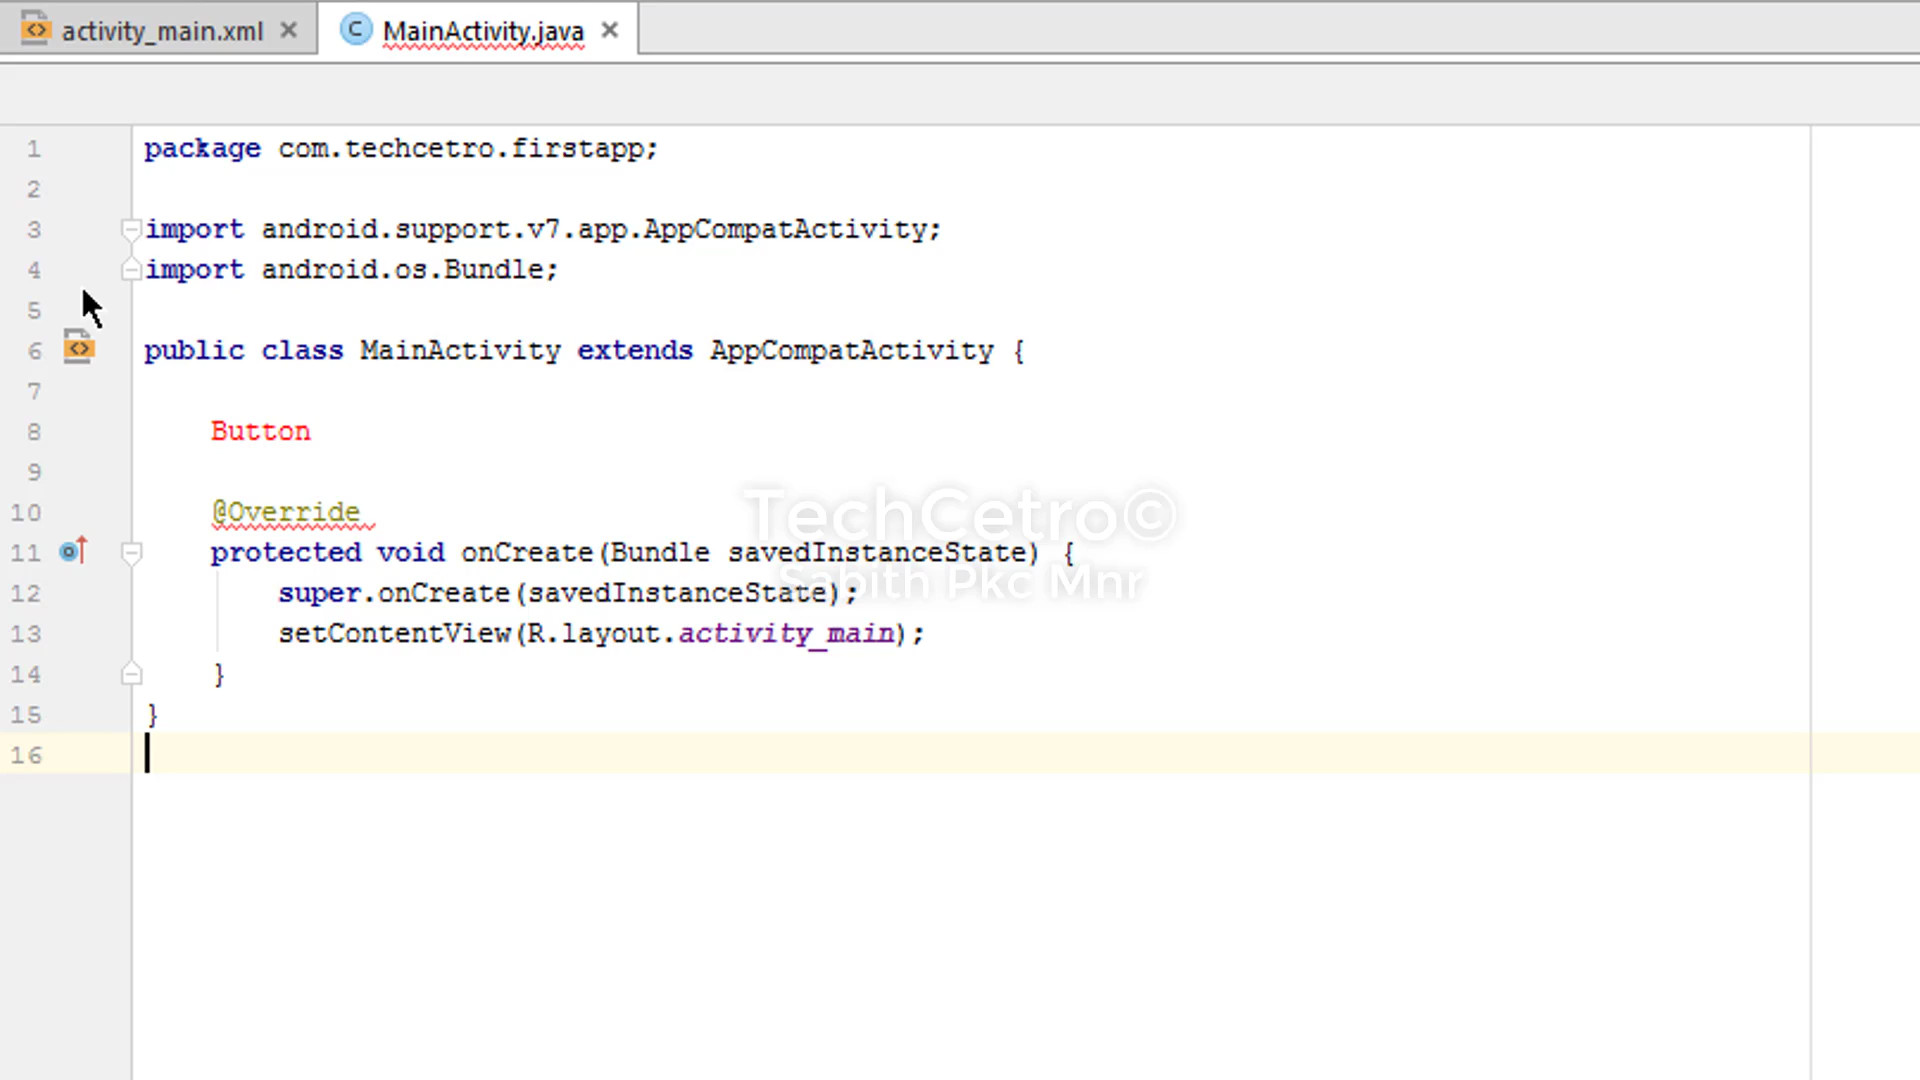 activity_main.xml MainActivity.java
1 package com.techcetro.firstapp;
2
3 import android.support.v7.app.AppCompatActivity;
4 import android.os.Bundle;
5
6 public class MainActivity extends AppCompatActivity {
7
8 Button
9
10 @Override
11 protected void onCreate(Bundle savedInstanceState) {
12 super.onCreate(savedInstanceState);
13 setContentView(R.layout.activity_main);
14 }
15 }
16
TechCetro©
Sabith Pkc Mnr